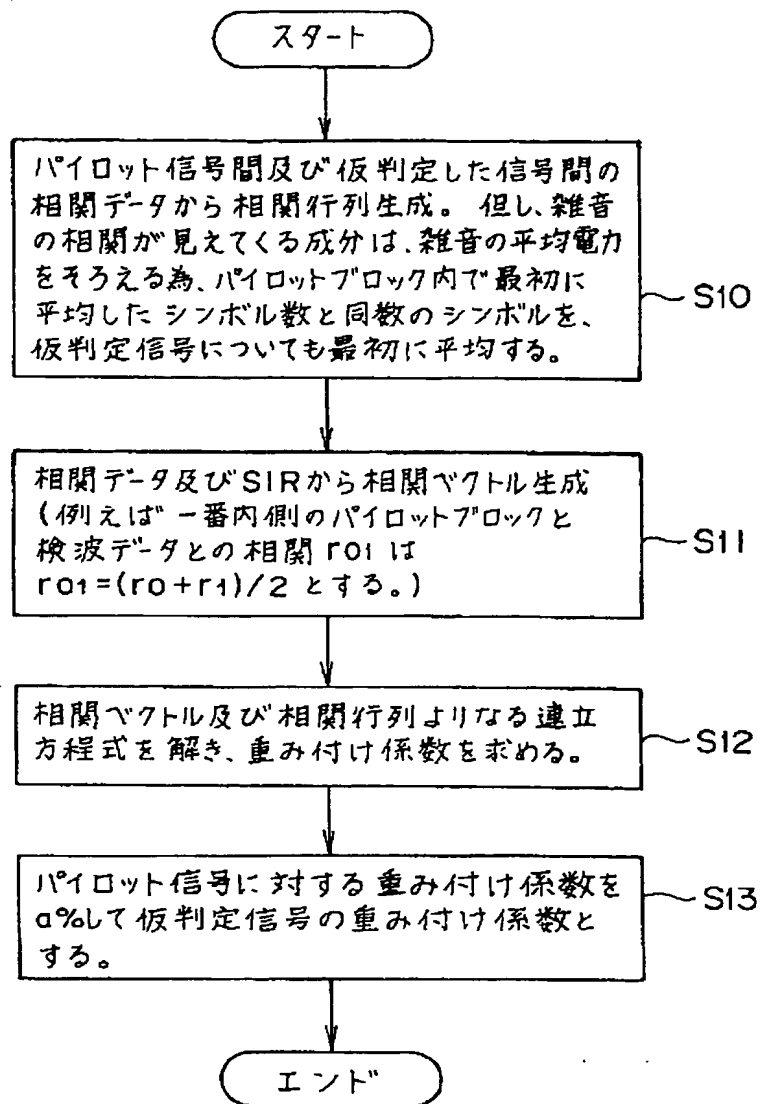 スタート
パイロット信号間及び仮判定した信号間の
相関データから相関行列生成。但し、雑音
の相関が見えてくる成分は、雑音の平均電力
をそろえる為、パイロットブロック内で最初に
平均したシンボル数と同数のシンボルを、
仮判定信号についても最初に平均する。
S10
相関データ及びSIRから相関ベクトル生成
(例えば一番内側のパイロットブロックと
検波データとの相関r01は
r01=(r0+r1)/2とする。)
S11
相関ベクトル及び相関行列よりなる連立
方程式を解き、重み付け係数を求める。
S12
パイロット信号に対する重み付け係数を
a%して仮判定信号の重み付け係数と
する。
S13
エンド